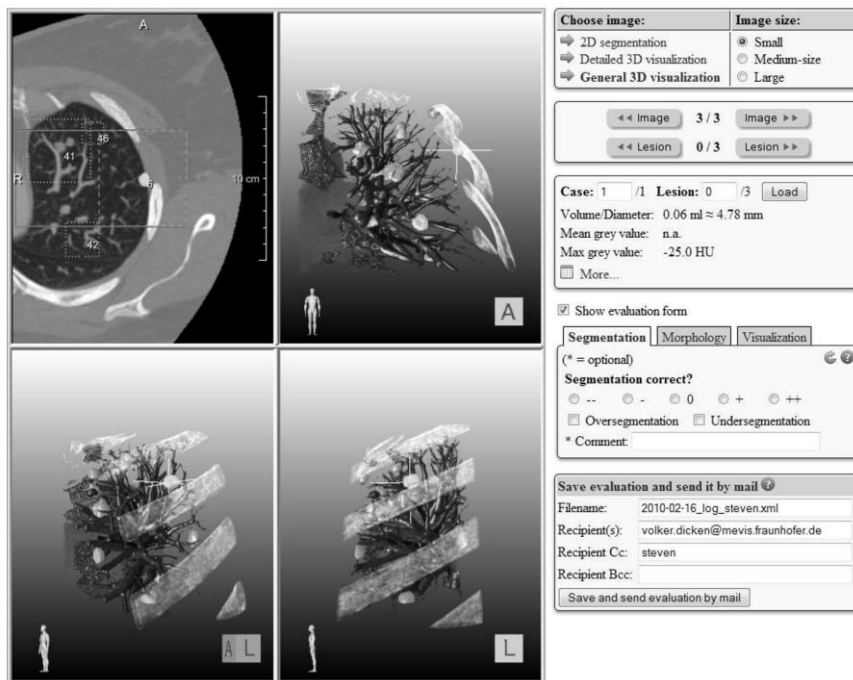 A
46
41
R
6
10 cm
42
A
A L
L
Choose image: Image size:
2D segmentation Small
Detailed 3D visualization Medium-size
General 3D visualization Large
Image 3 / 3 Image
Lesion 0 / 3 Lesion
Case: 1 /1 Lesion: 0 /3 Load
Volume/Diameter: 0.06 ml ≈ 4.78 mm
Mean grey value: n.a.
Max grey value: -25.0 HU
More...
Show evaluation form
Segmentation Morphology Visualization
(* = optional)
Segmentation correct?
-- - 0 + ++
Oversegmentation Undersegmentation
* Comment:
Save evaluation and send it by mail
Filename: 2010-02-16_log_steven.xml
Recipient(s): volker.dicken@mevis.fraunhofer.de
Recipient Cc: steven
Recipient Bcc:
Save and send evaluation by mail